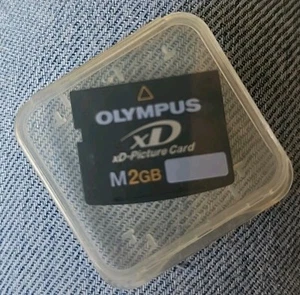 OLYMPUS
xD
xD-Picture Card
M 2GB